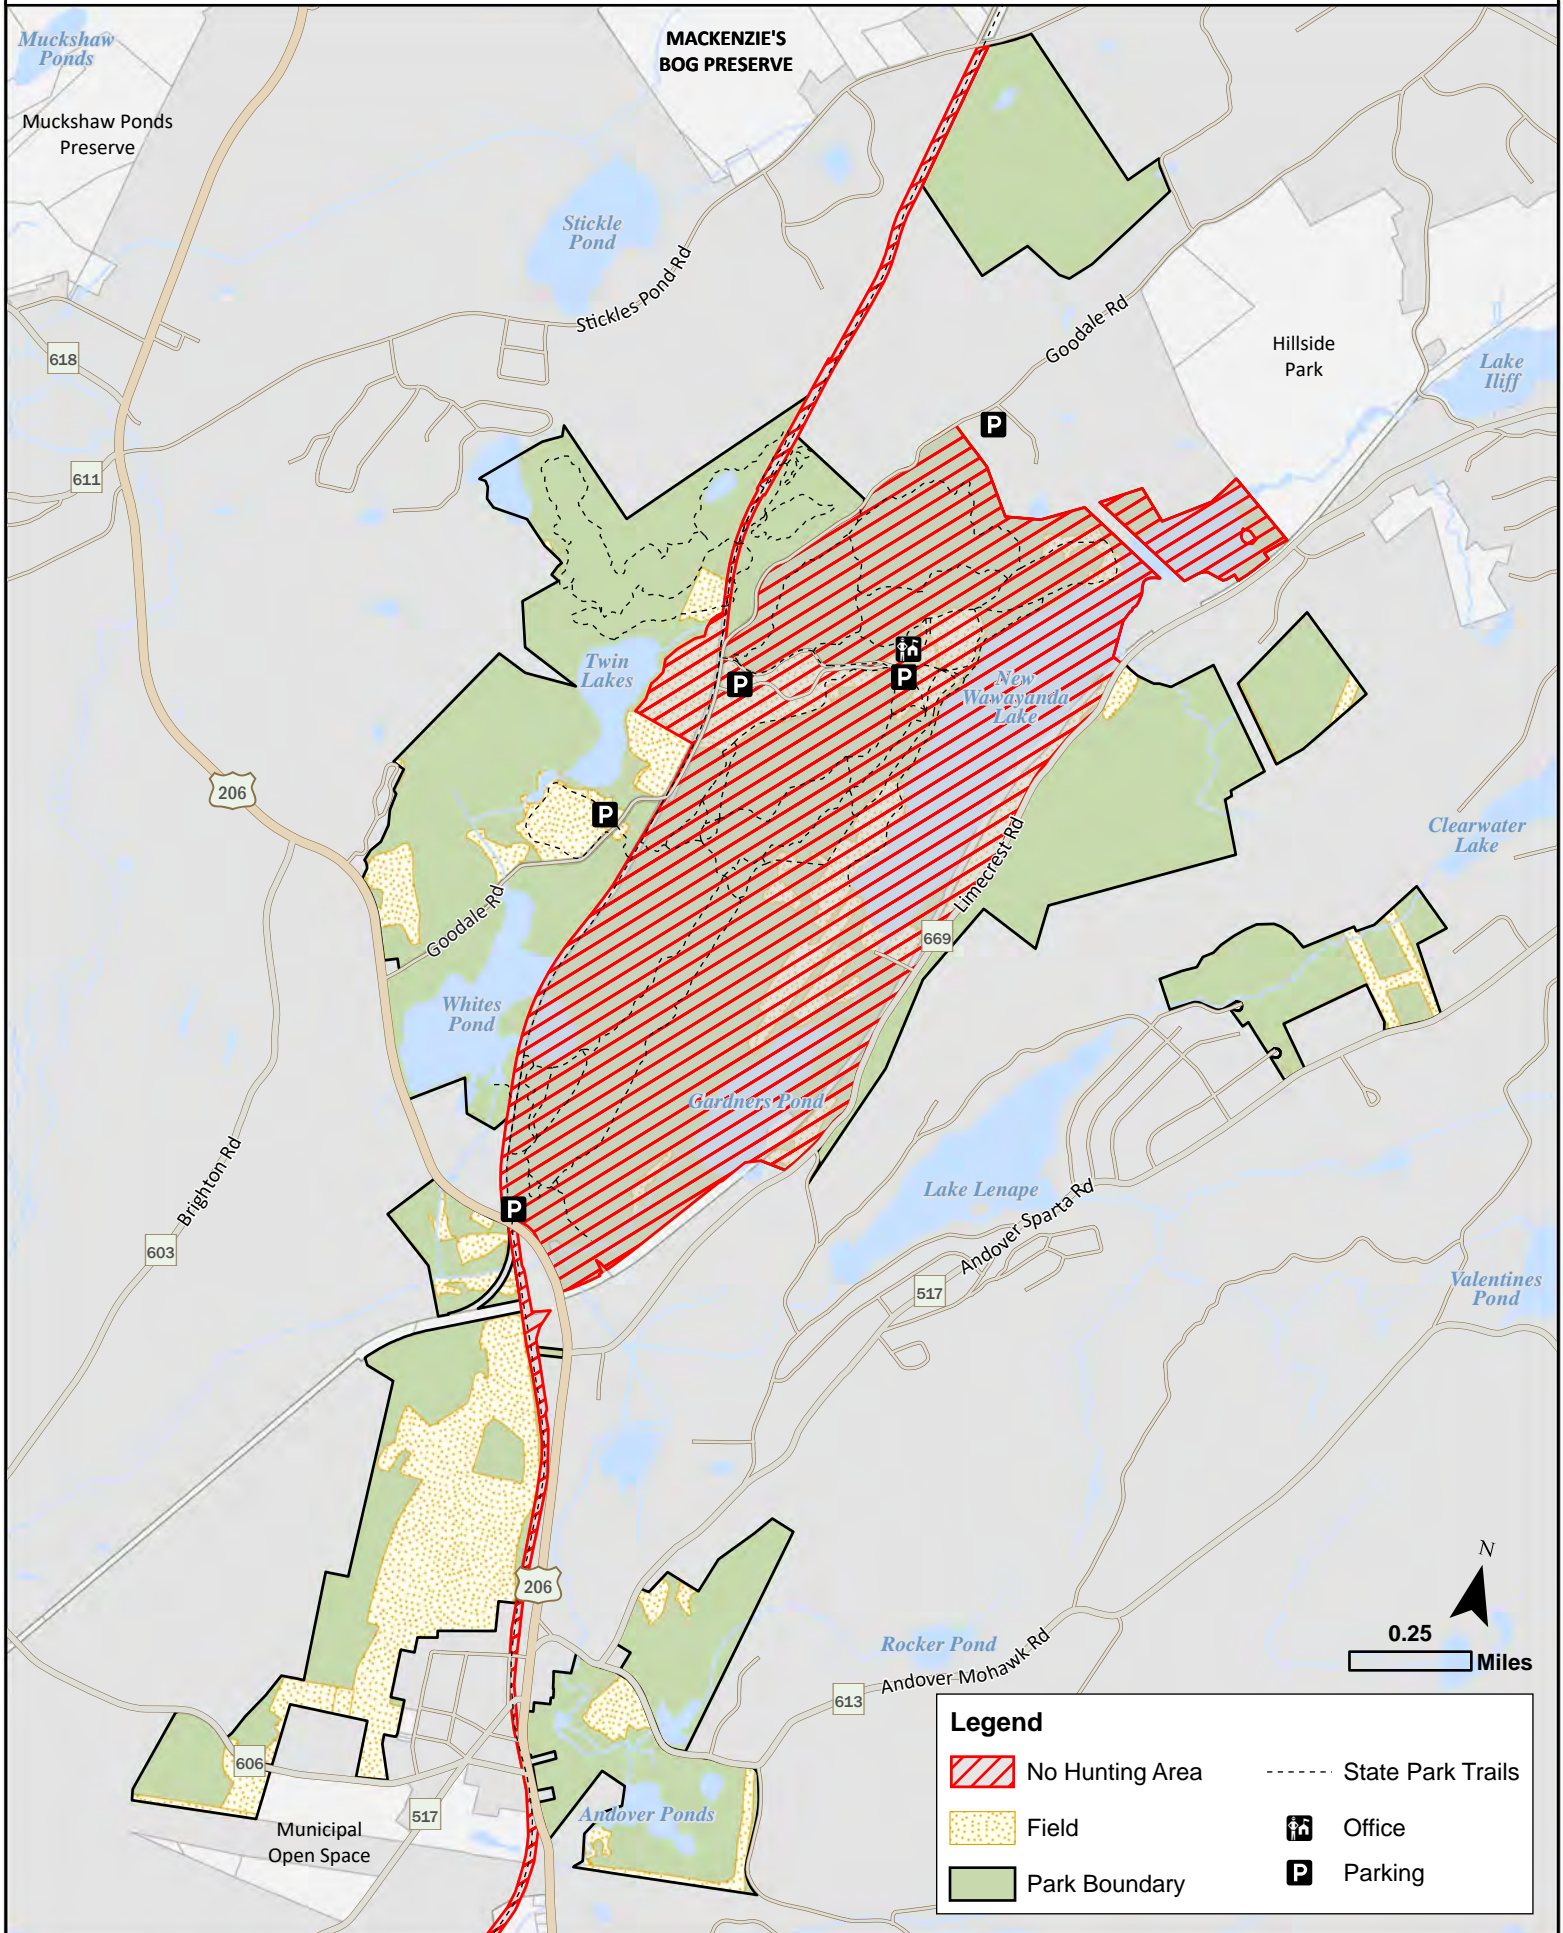 Muckshaw
Ponds
MACKENZIE'S
BOG PRESERVE
Muckshaw Ponds
Preserve
Stickle
Pond
Stickles Pond Rd
Goodale Rd
Hillside
Park
Lake
Iliff
618
611
P
Twin
Lakes
P
P
New
Wawayanda
Lake
206
P
Clearwater
Lake
Limecrest Rd
Goodale Rd
669
Whites
Pond
Gardners Pond
Lake Lenape
Andover Sparta Rd
Brighton Rd
P
603
517
Valentines
Pond
206
N
0.25
Miles
Rocker Pond
Andover Mohawk Rd
613
606
517
Andover Ponds
Municipal
Open Space
Legend
No Hunting Area
State Park Trails
Field
Office
Park Boundary
P
Parking